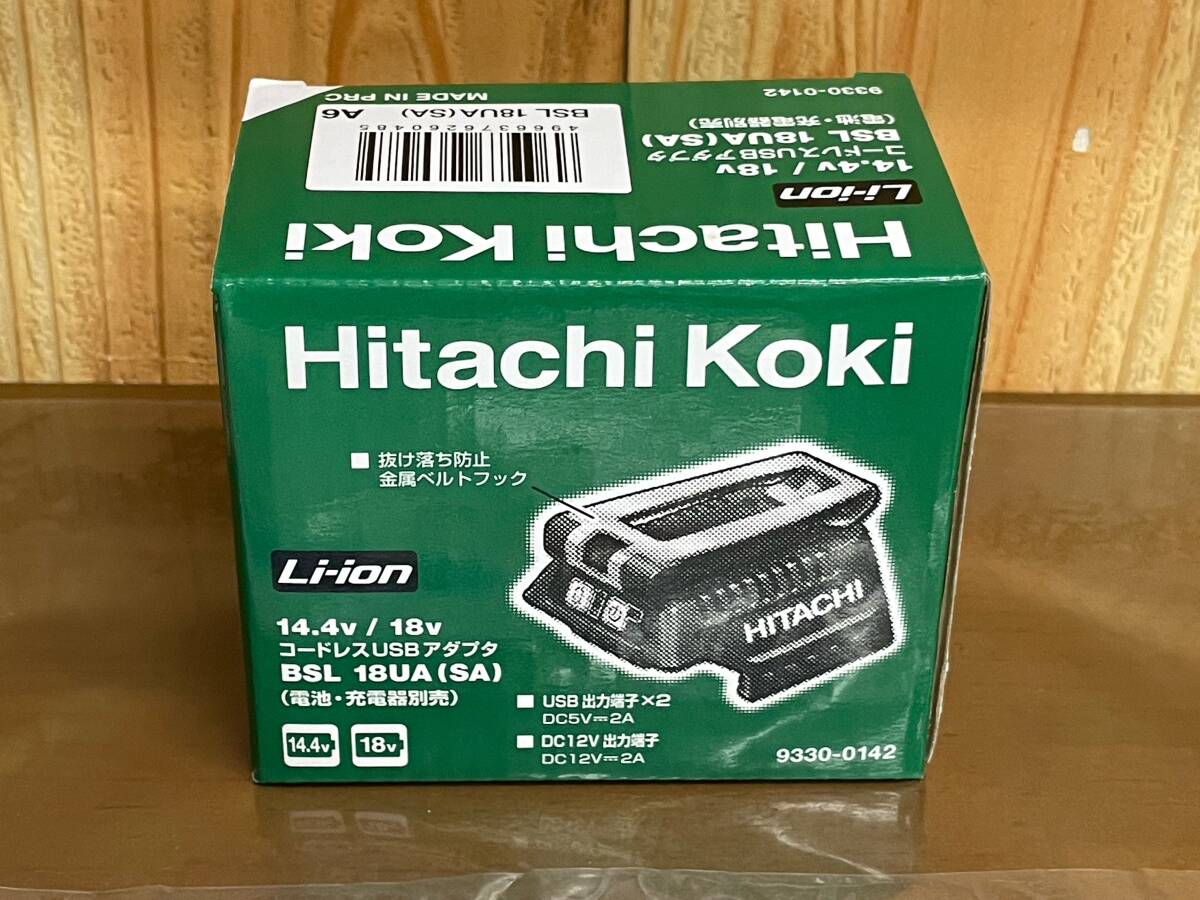 MADE IN PRC
BSL 18UA(SA) A6
4966376260485
9330-0142
14.4v / 18v
コードレスUSBアダプタ
BSL 18UA(SA)
(電池・充電器別売)
Li-ion
Hitachi Koki
Hitachi Koki
■ 抜け落ち防止
金属ベルトフック
HITACHI
Li-ion
14.4v / 18v
コードレスUSBアダプタ
BSL 18UA(SA)
(電池・充電器別売)
14.4v 18v
■ USB出力端子×2
DC5V⎓2A
■ DC12V出力端子
DC12V⎓2A
9330-0142